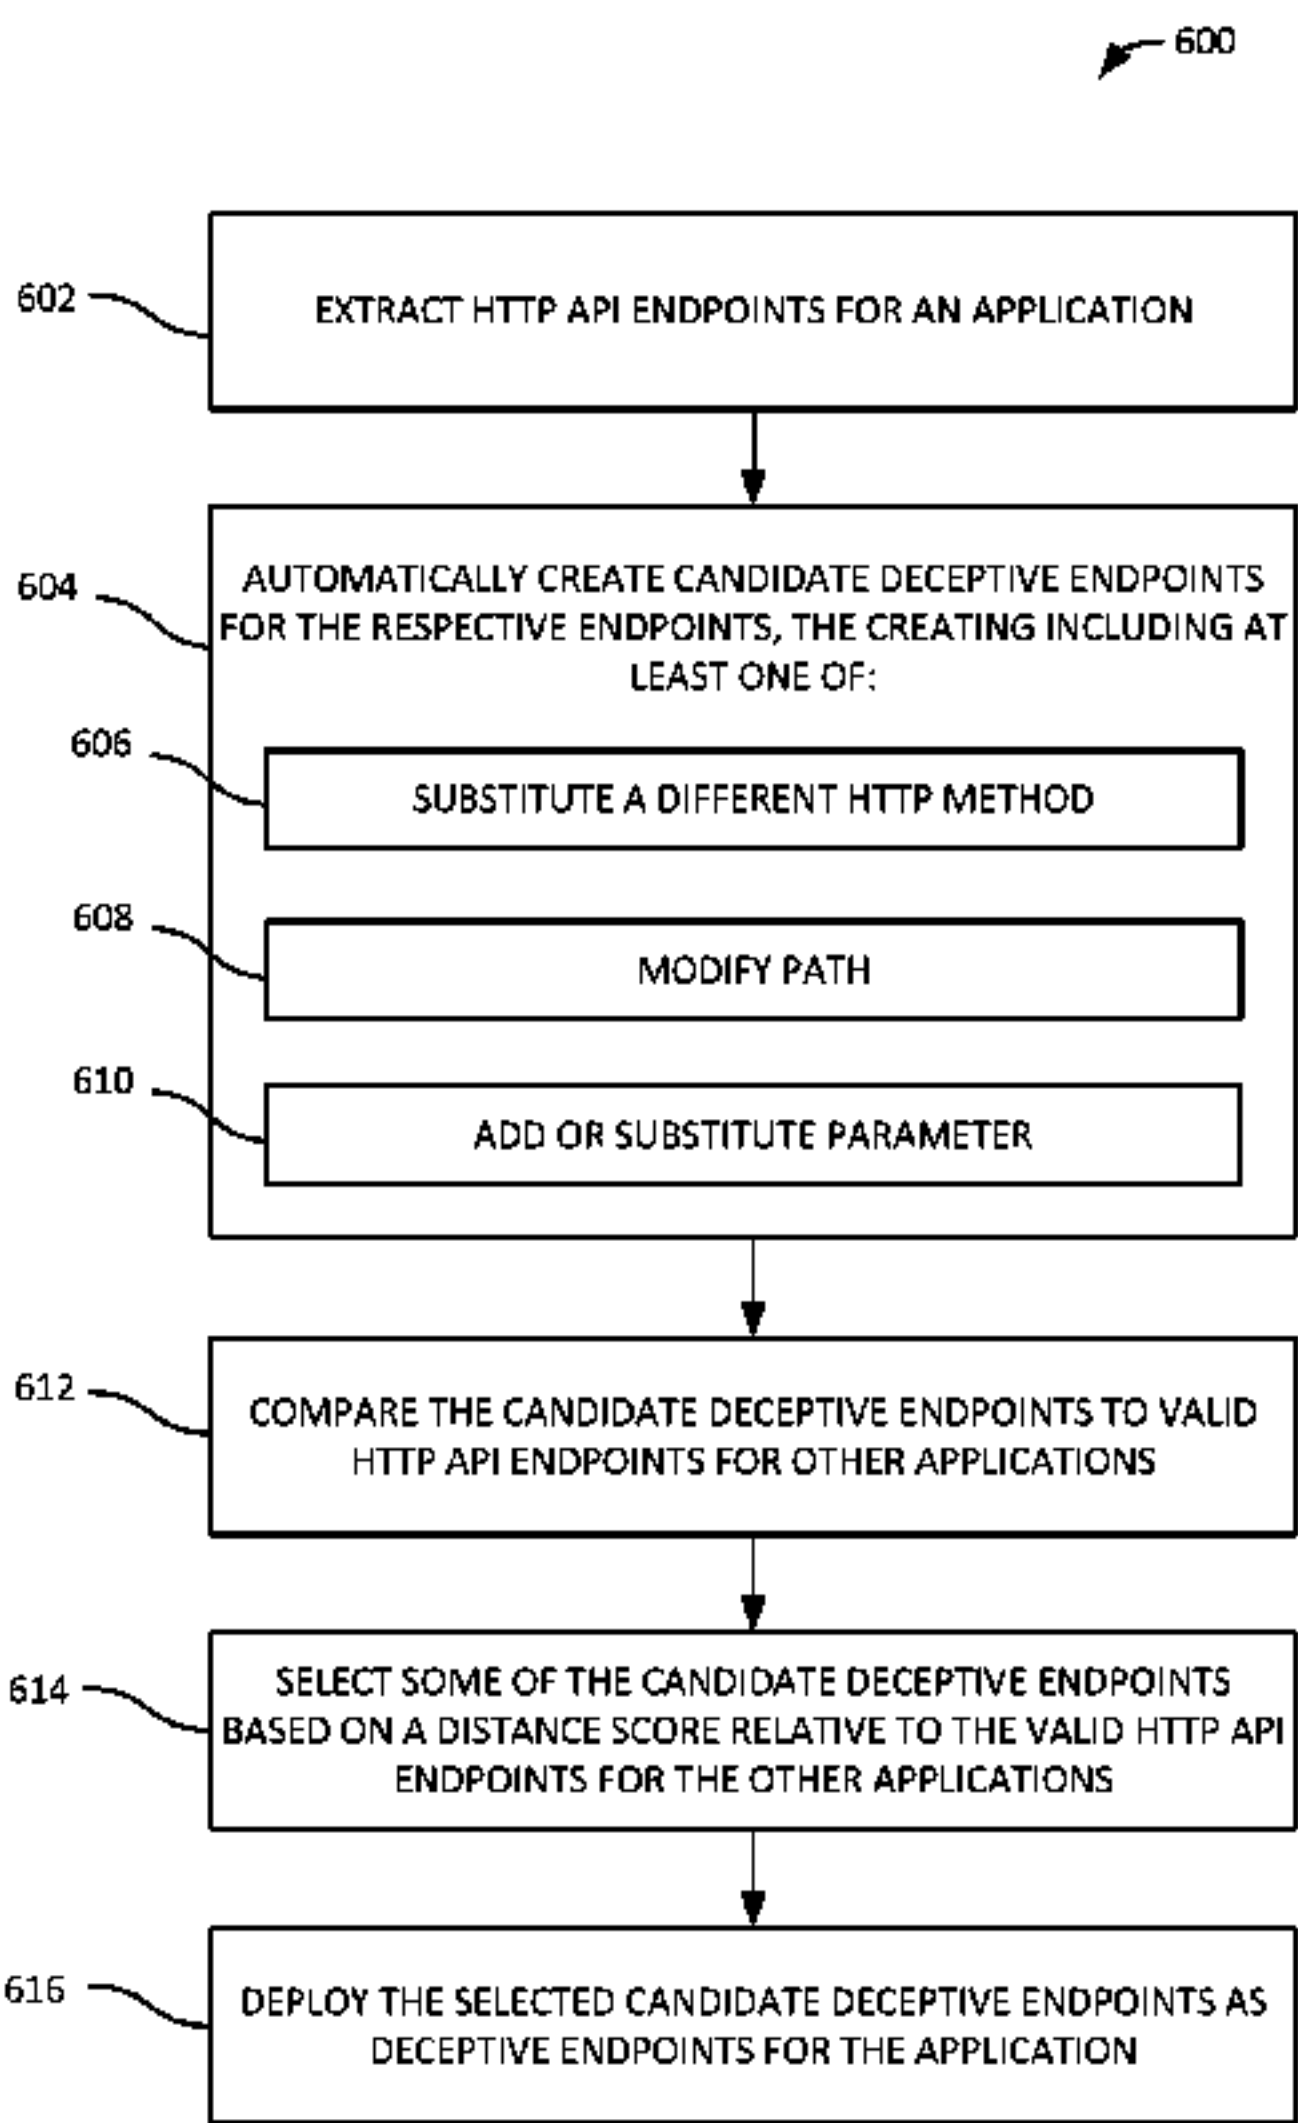 600
602
EXTRACT HTTP API ENDPOINTS FOR AN APPLICATION
604
AUTOMATICALLY CREATE CANDIDATE DECEPTIVE ENDPOINTS
FOR THE RESPECTIVE ENDPOINTS, THE CREATING INCLUDING AT
LEAST ONE OF:
606
SUBSTITUTE A DIFFERENT HTTP METHOD
608
MODIFY PATH
610
ADD OR SUBSTITUTE PARAMETER
612
COMPARE THE CANDIDATE DECEPTIVE ENDPOINTS TO VALID
HTTP API ENDPOINTS FOR OTHER APPLICATIONS
614
SELECT SOME OF THE CANDIDATE DECEPTIVE ENDPOINTS
BASED ON A DISTANCE SCORE RELATIVE TO THE VALID HTTP API
ENDPOINTS FOR THE OTHER APPLICATIONS
616
DEPLOY THE SELECTED CANDIDATE DECEPTIVE ENDPOINTS AS
DECEPTIVE ENDPOINTS FOR THE APPLICATION